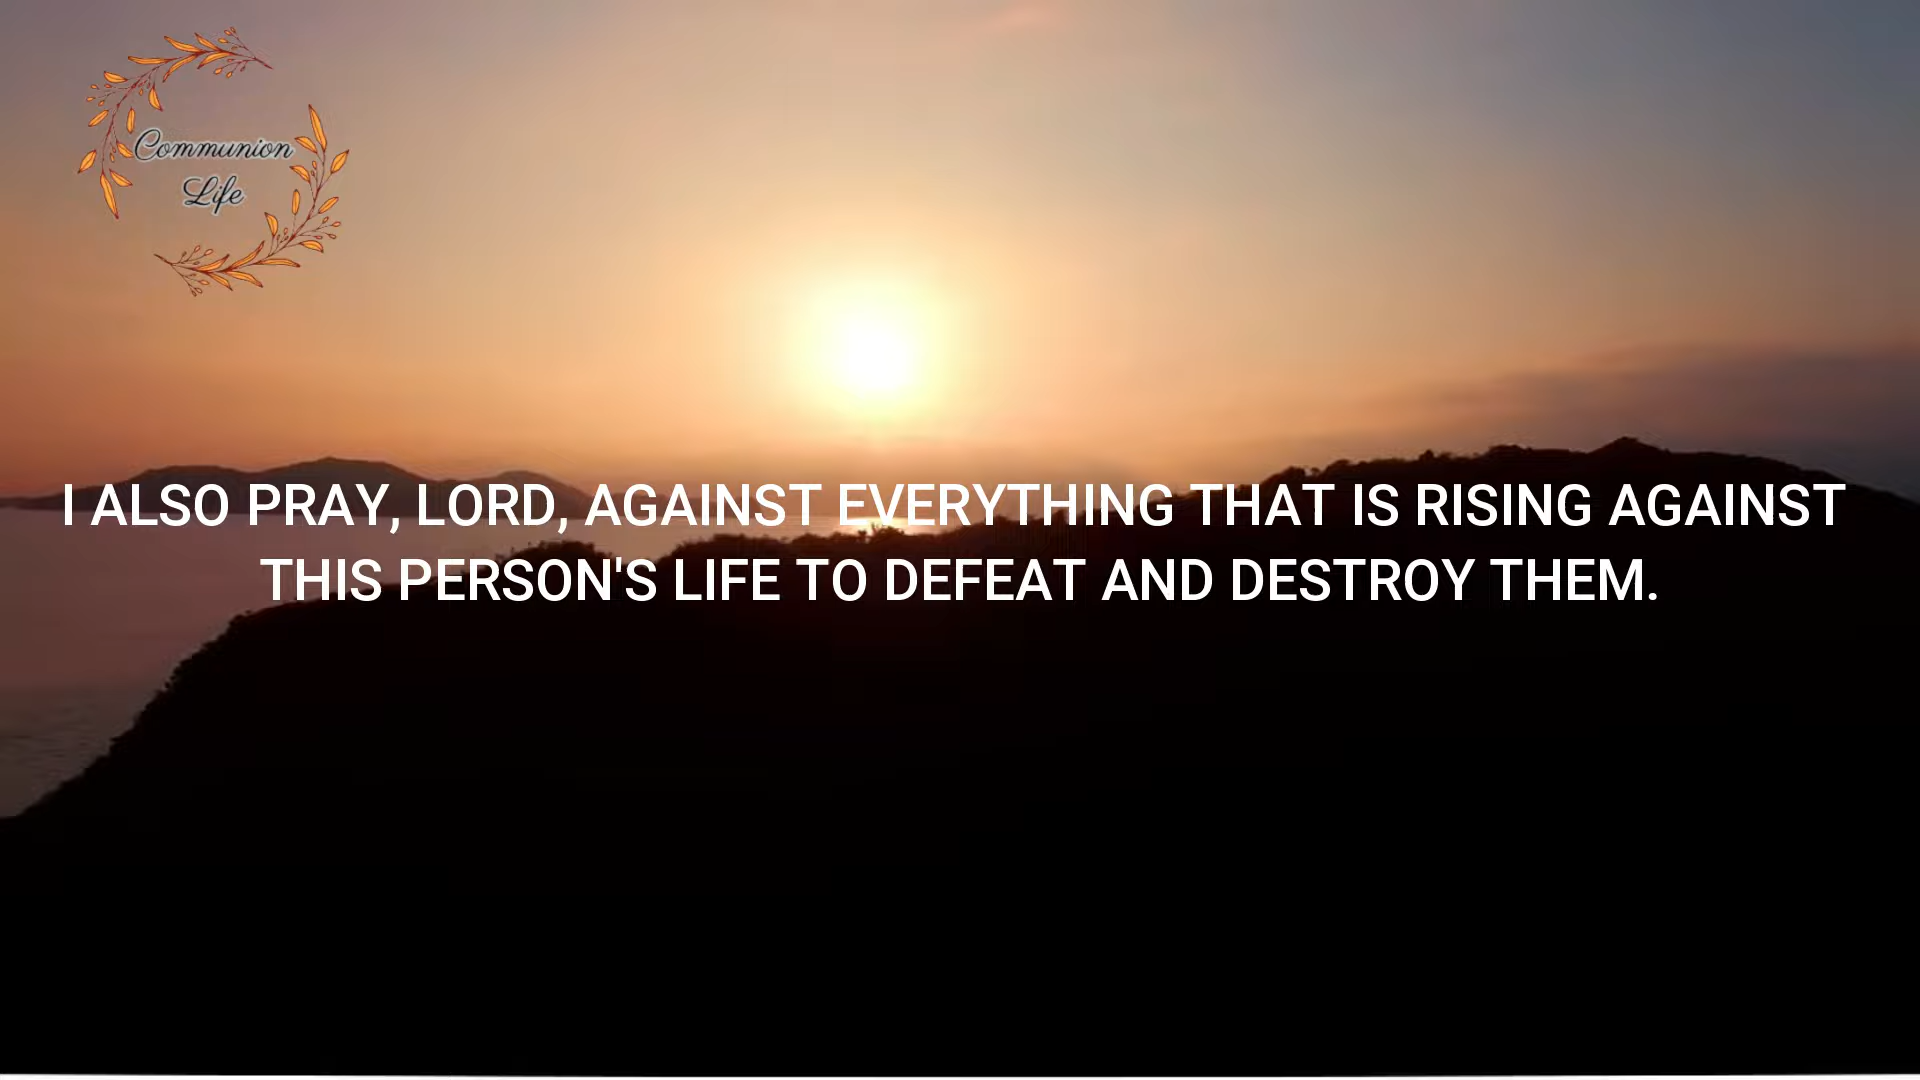 Communion
Life
I ALSO PRAY, LORD, AGAINST EVERYTHING THAT IS RISING AGAINST
THIS PERSON'S LIFE TO DEFEAT AND DESTROY THEM.